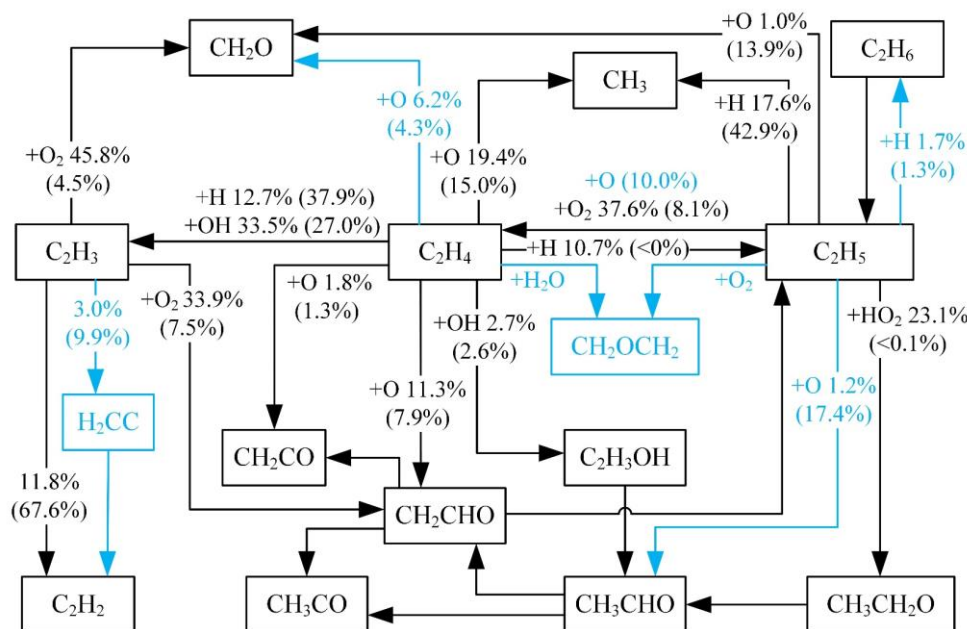 +O 1.0%
(13.9%)
CH₂O
C₂H₆
CH₃
+O 6.2%
(4.3%)
+H 17.6%
(42.9%)
+H 1.7%
(1.3%)
+O₂ 45.8%
(4.5%)
+O 19.4%
(15.0%)
+H 12.7% (37.9%)
+OH 33.5% (27.0%)
+O (10.0%)
+O₂ 37.6% (8.1%)
C₂H₃
C₂H₄
+H 10.7% (<0%)
C₂H₅
+H₂O
+O₂
3.0%
(9.9%)
+O₂ 33.9%
(7.5%)
+O 1.8%
(1.3%)
+OH 2.7%
(2.6%)
CH₂OCH₂
+HO₂ 23.1%
(<0.1%)
+O 11.3%
(7.9%)
+O 1.2%
(17.4%)
H₂CC
CH₂CO
C₂H₃OH
11.8%
(67.6%)
CH₂CHO
C₂H₂
CH₃CO
CH₃CHO
CH₃CH₂O